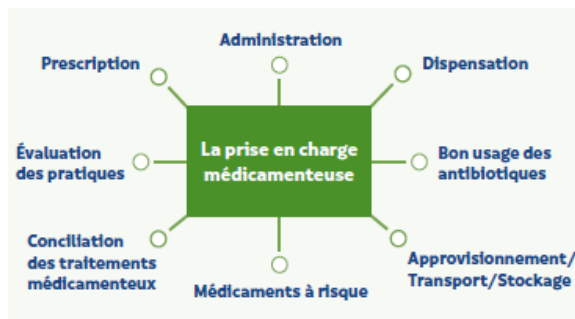 Administration
Prescription
Dispensation
La prise en charge
médicamenteuse
Évaluation
des pratiques
Bon usage des
antibiotiques
Conciliation
des traitements
médicamenteux
Médicaments à risque
Approvisionnement/
Transport/Stockage